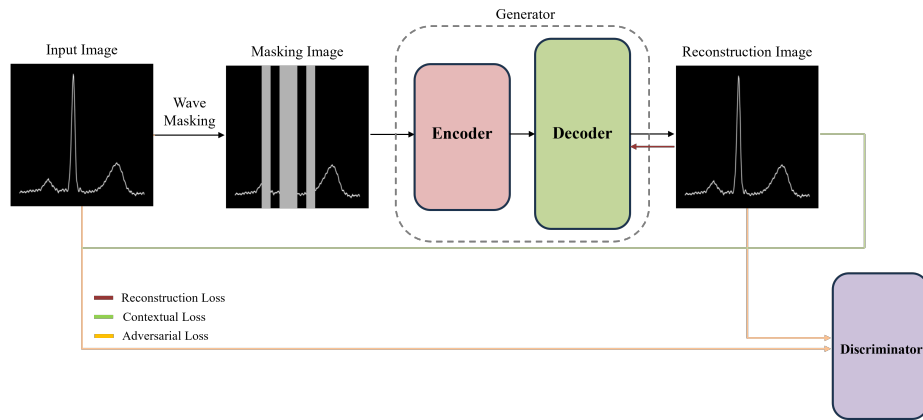 Generator
Input Image
Masking Image
Reconstruction Image
Wave
Masking
Encoder
Decoder
Reconstruction Loss
Contextual Loss
Adversarial Loss
Discriminator